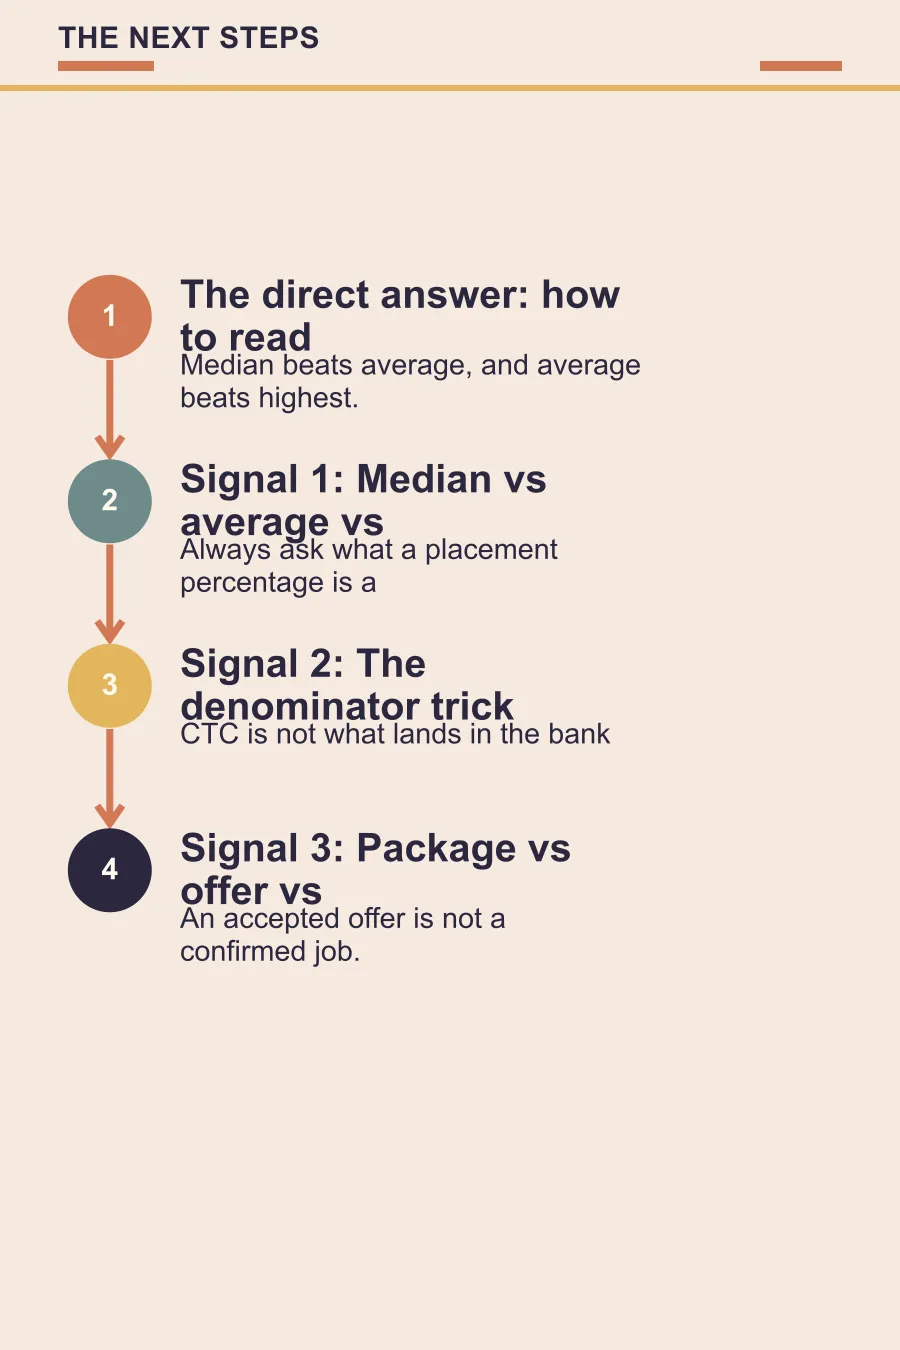 THE NEXT STEPS
1
The direct answer: how
to read
Median beats average, and average
beats highest.
2
Signal 1: Median vs
average vs
Always ask what a placement
percentage is a
3
Signal 2: The
denominator trick
CTC is not what lands in the bank
4
Signal 3: Package vs
offer vs
An accepted offer is not a
confirmed job.